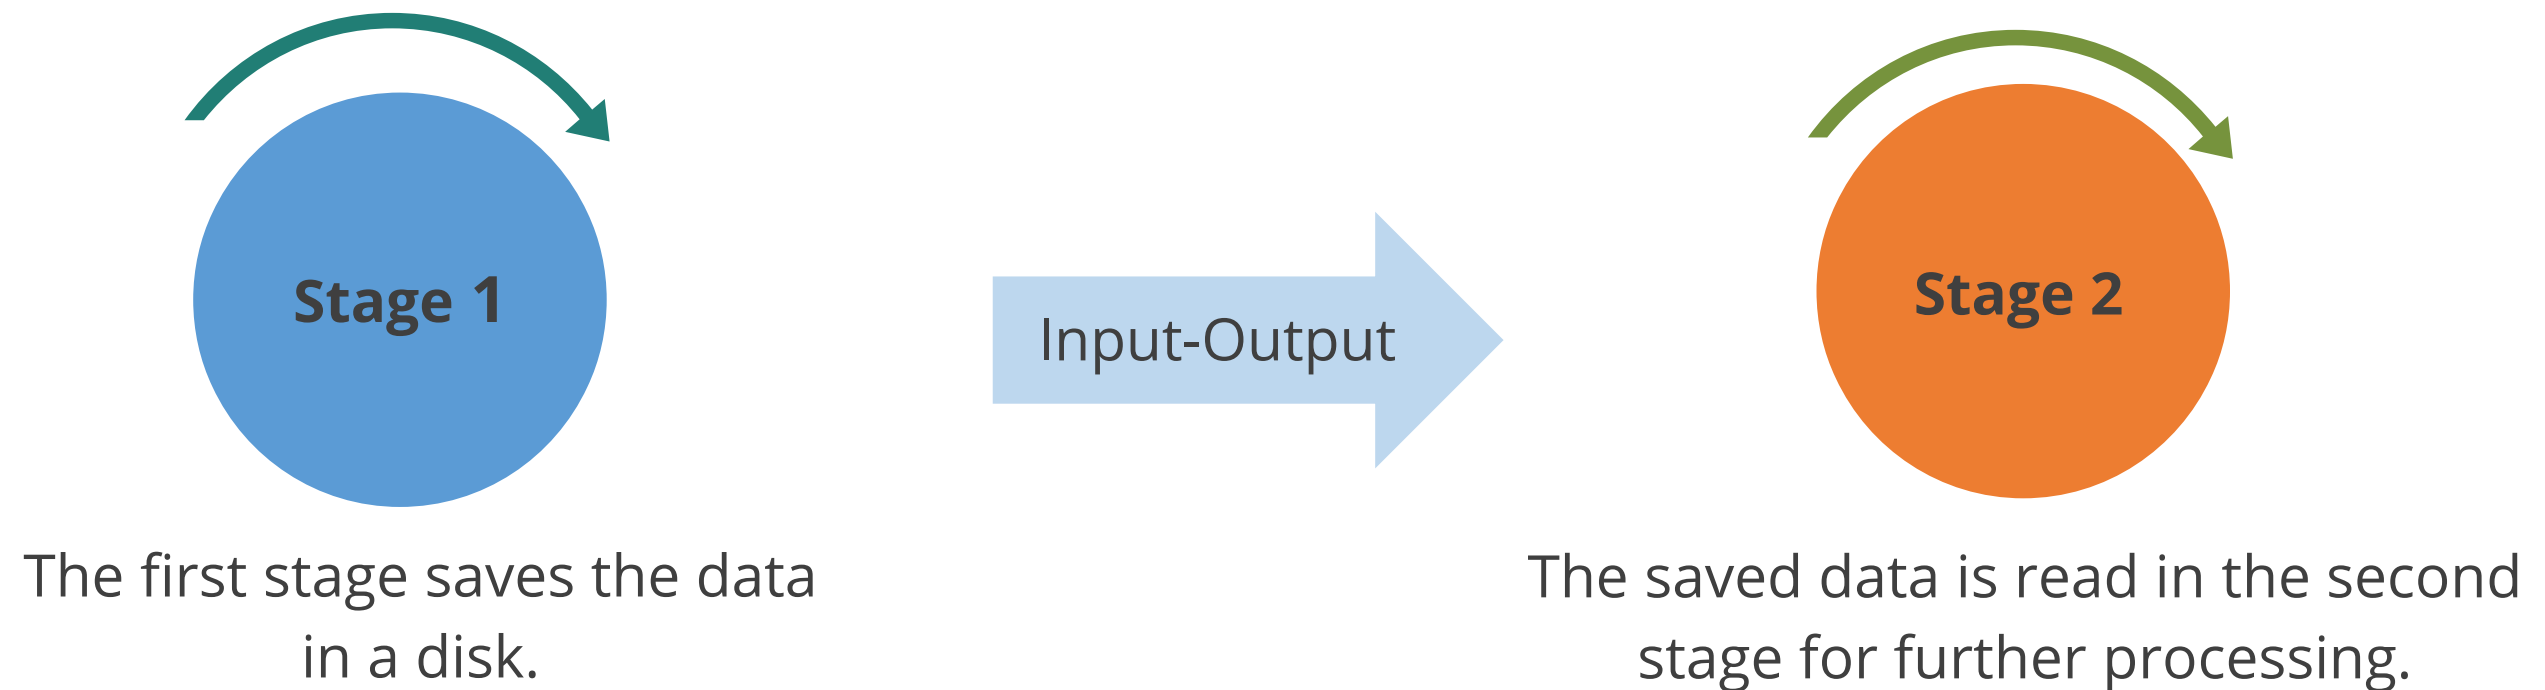 Stage 1
Input-Output
Stage 2
The first stage saves the data
in a disk.
The saved data is read in the second
stage for further processing.